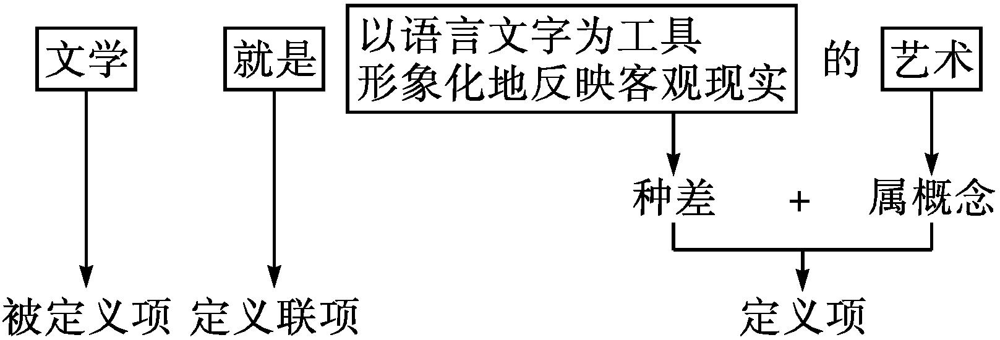 文学
就是
以语言文字为工具
形象化地反映客观现实
的
艺术
种差
+
属概念
被定义项
定义联项
定义项